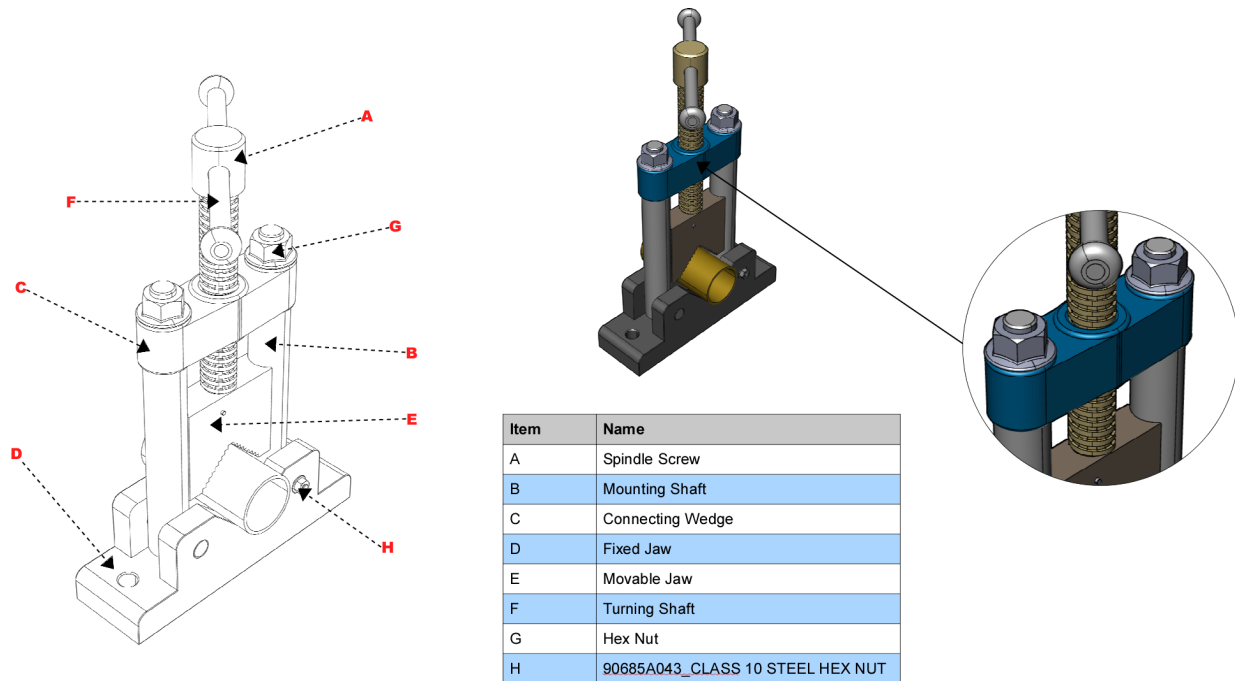 A
F
G
C
B
E
D
H
Item Name
A Spindle Screw
B Mounting Shaft
C Connecting Wedge
D Fixed Jaw
E Movable Jaw
F Turning Shaft
G Hex Nut
H 90685A043_CLASS 10 STEEL HEX NUT